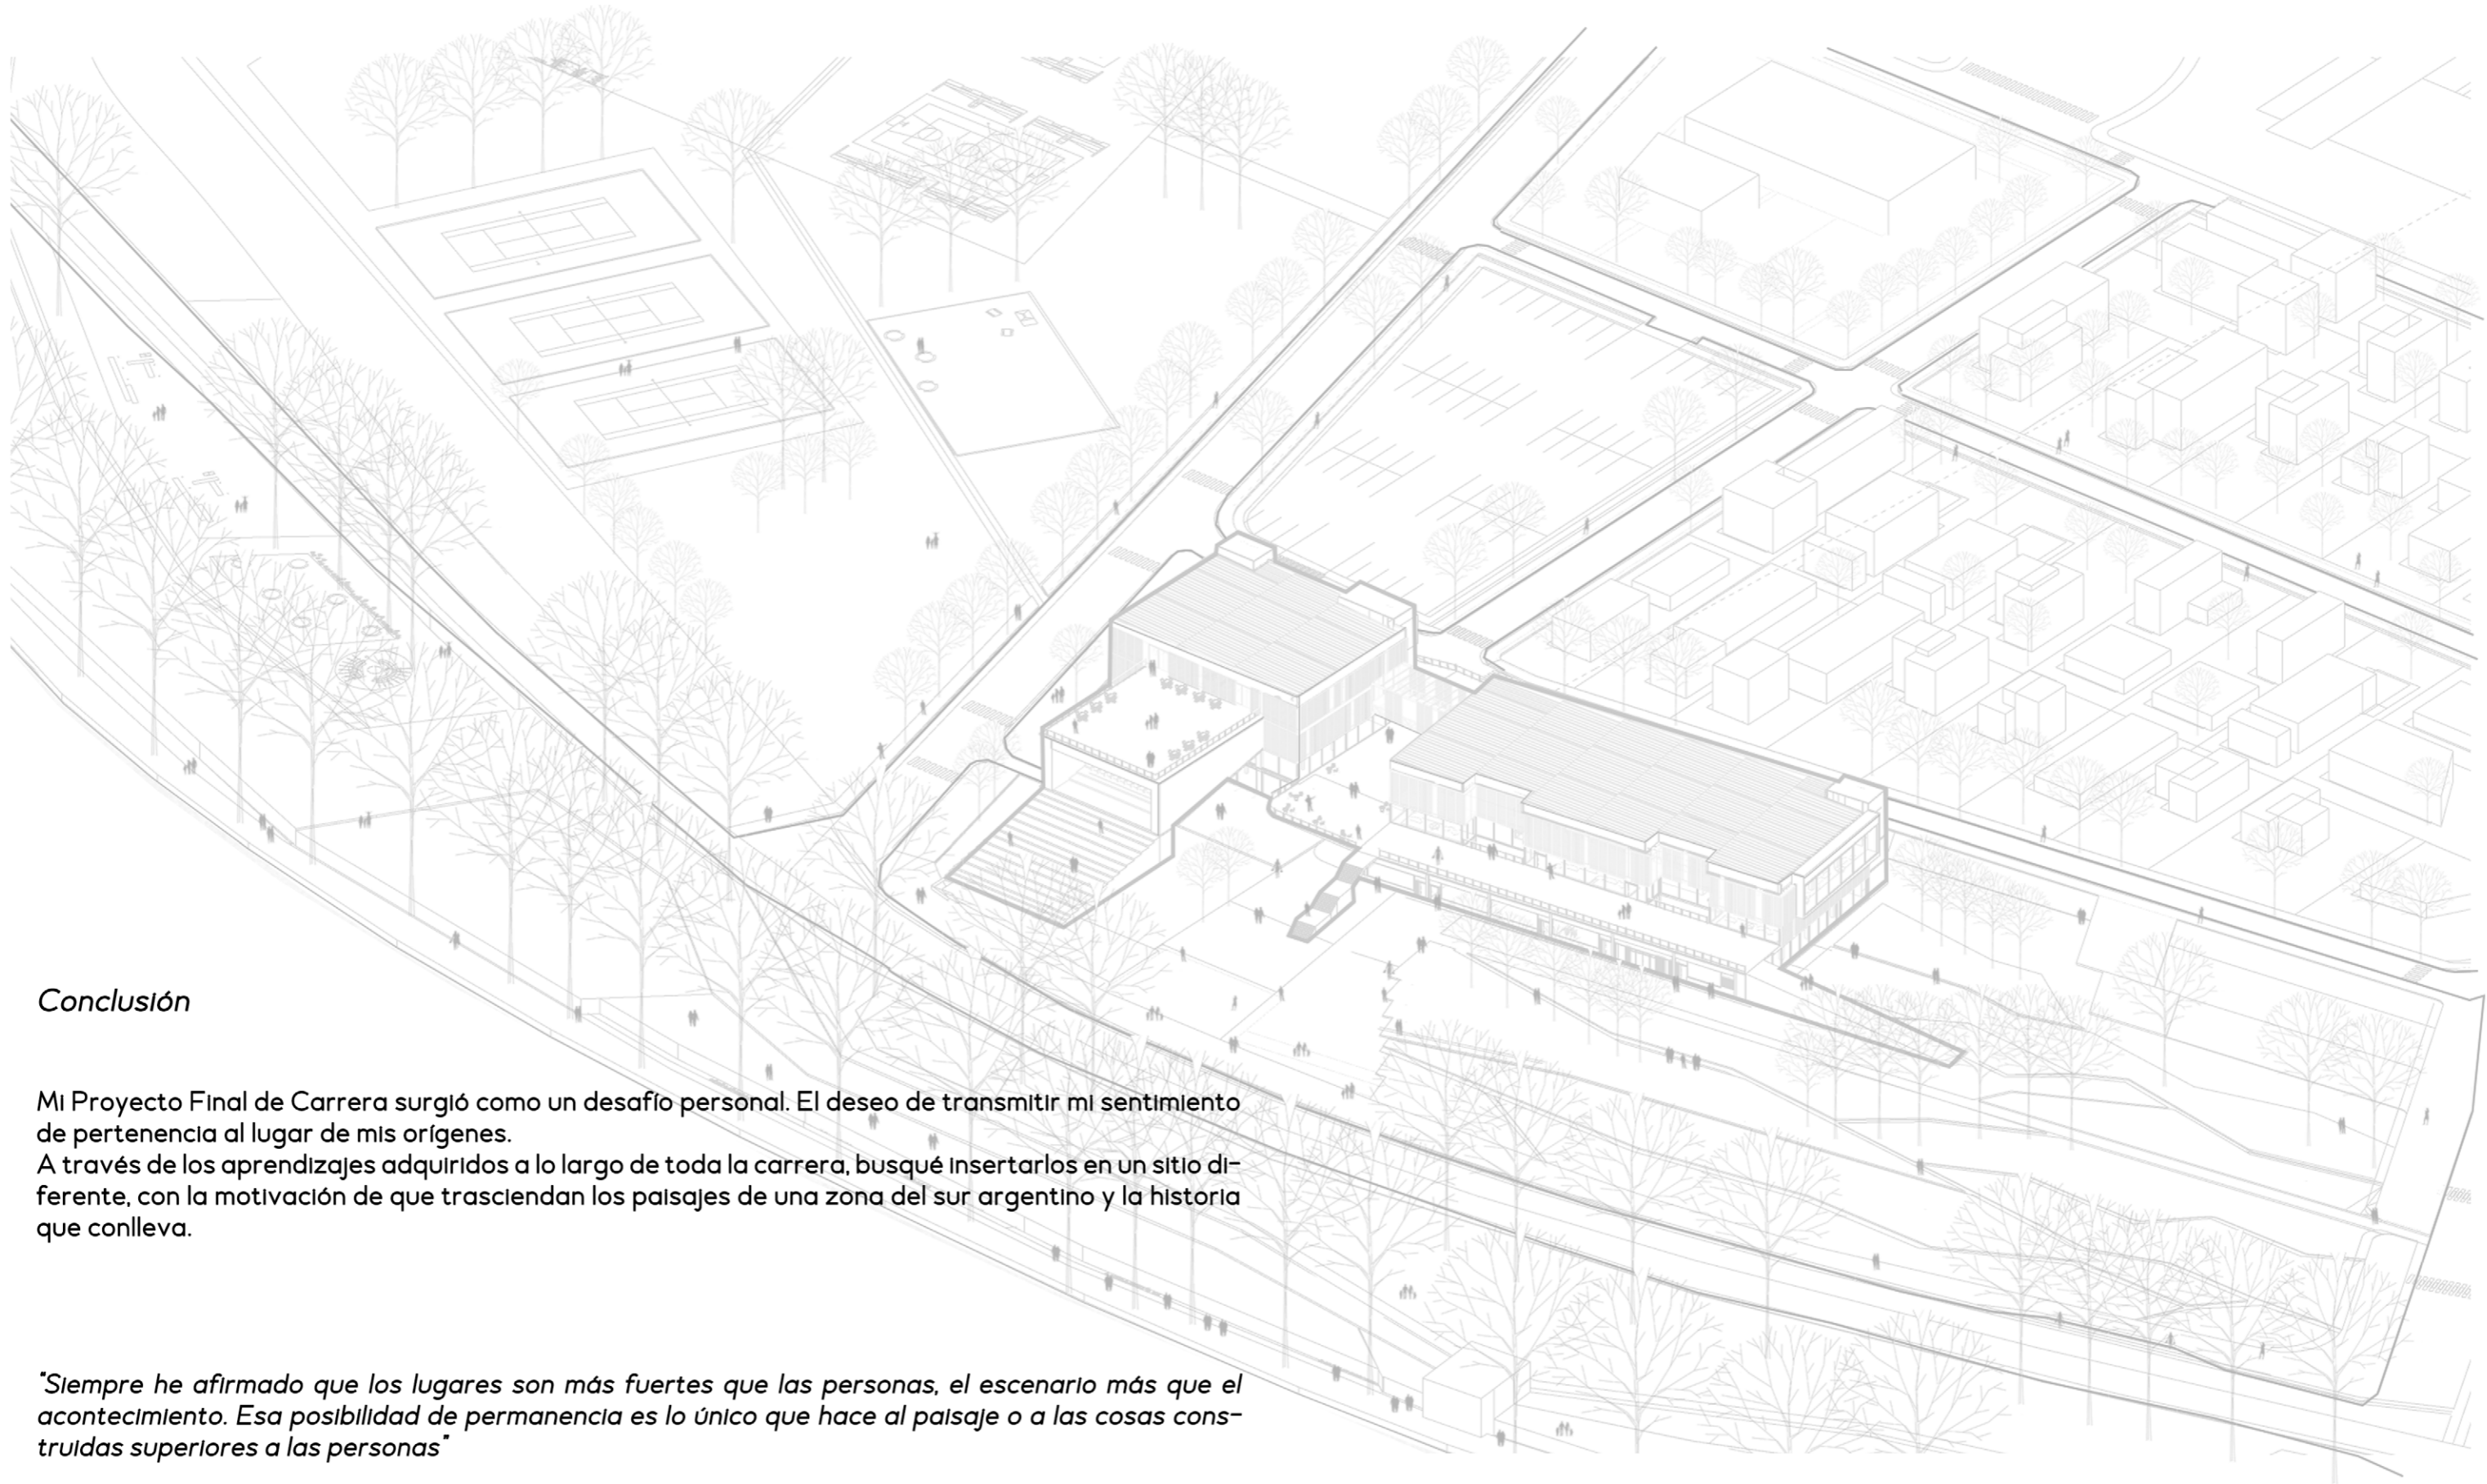 Conclusión
Mi Proyecto Final de Carrera surgió como un desafío personal. El deseo de transmitir mi sentimiento
de pertenencia al lugar de mis orígenes.
A través de los aprendizajes adquiridos a lo largo de toda la carrera, busqué insertarlos en un sitio di-
ferente, con la motivación de que trasciendan los paisajes de una zona del sur argentino y la historia
que conlleva.
"Siempre he afirmado que los lugares son más fuertes que las personas, el escenario más que el
acontecimiento. Esa posibilidad de permanencia es lo único que hace al paisaje o a las cosas cons-
truidas superiores a las personas"